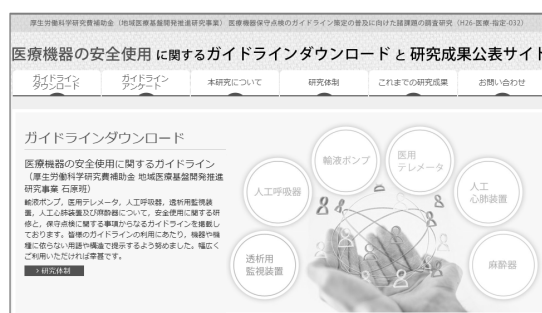 厚生労働科学研究費補助金（地域医療基盤開発推進研究事業）医療機器保守点検のガイドライン策定の普及に向けた諸課題の調査研究（H26-医療-指定-032）
医療機器の安全使用 に関するガイドラインダウンロード と 研究成果公表サイト
ガイドライン
ダウンロード
ガイドライン
アンケート
本研究について
研究体制
これまでの研究成果
お問い合わせ
ガイドラインダウンロード
医療機器の安全使用に関するガイドライン
（厚生労働科学研究費補助金 地域医療基盤開発推進
研究事業 石原班）
輸液ポンプ、医用テレメータ、人工呼吸器、透析用監視装
置、人工心肺装置及び麻酔器について、安全使用に関する研
修と、保守点検に関する事項からなるガイドラインを掲載し
ております。皆様のガイドラインの利用にあたり、機器や機
種に依らない用語や構造で提示するよう努めました。幅広く
ご利用いただければ幸甚です。
> 研究体制
人工呼吸器
輸液ポンプ
医用
テレメータ
人工
心肺装置
透析用
監視装置
麻酔器